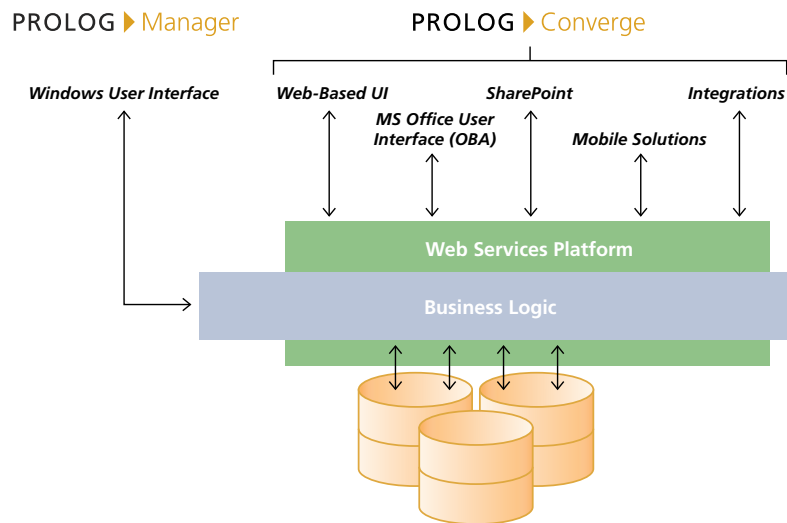 PROLOG Manager
PROLOG Converge
Windows User Interface
Web-Based UI
SharePoint
Integrations
MS Office User
Interface (OBA)
Mobile Solutions
Web Services Platform
Business Logic